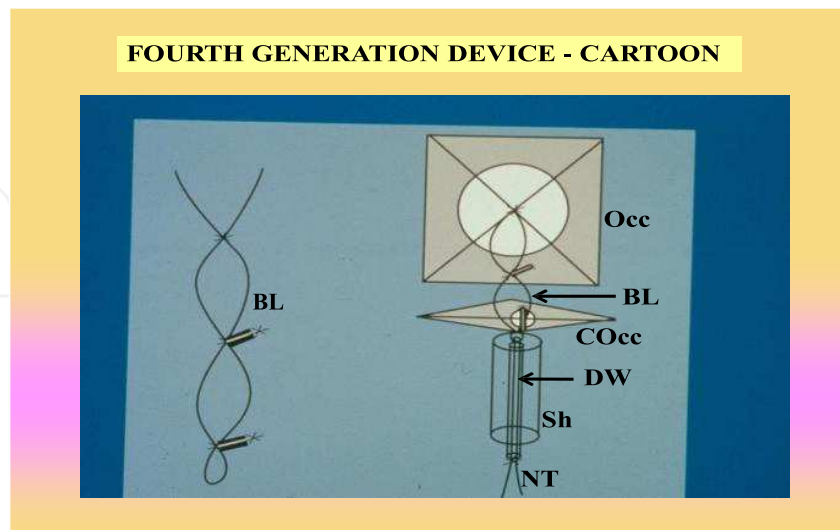 FOURTH GENERATION DEVICE - CARTOON
Occ
BL
BL
COcc
DW
Sh
NT